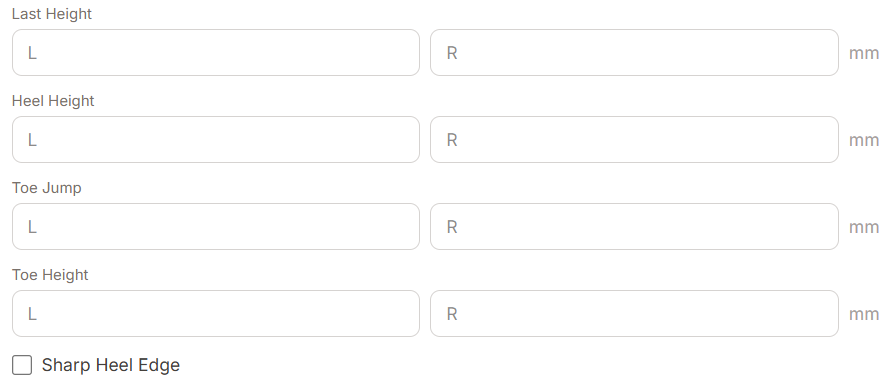 Last Height
L R mm
Heel Height
L R mm
Toe Jump
L R mm
Toe Height
L R mm
Sharp Heel Edge